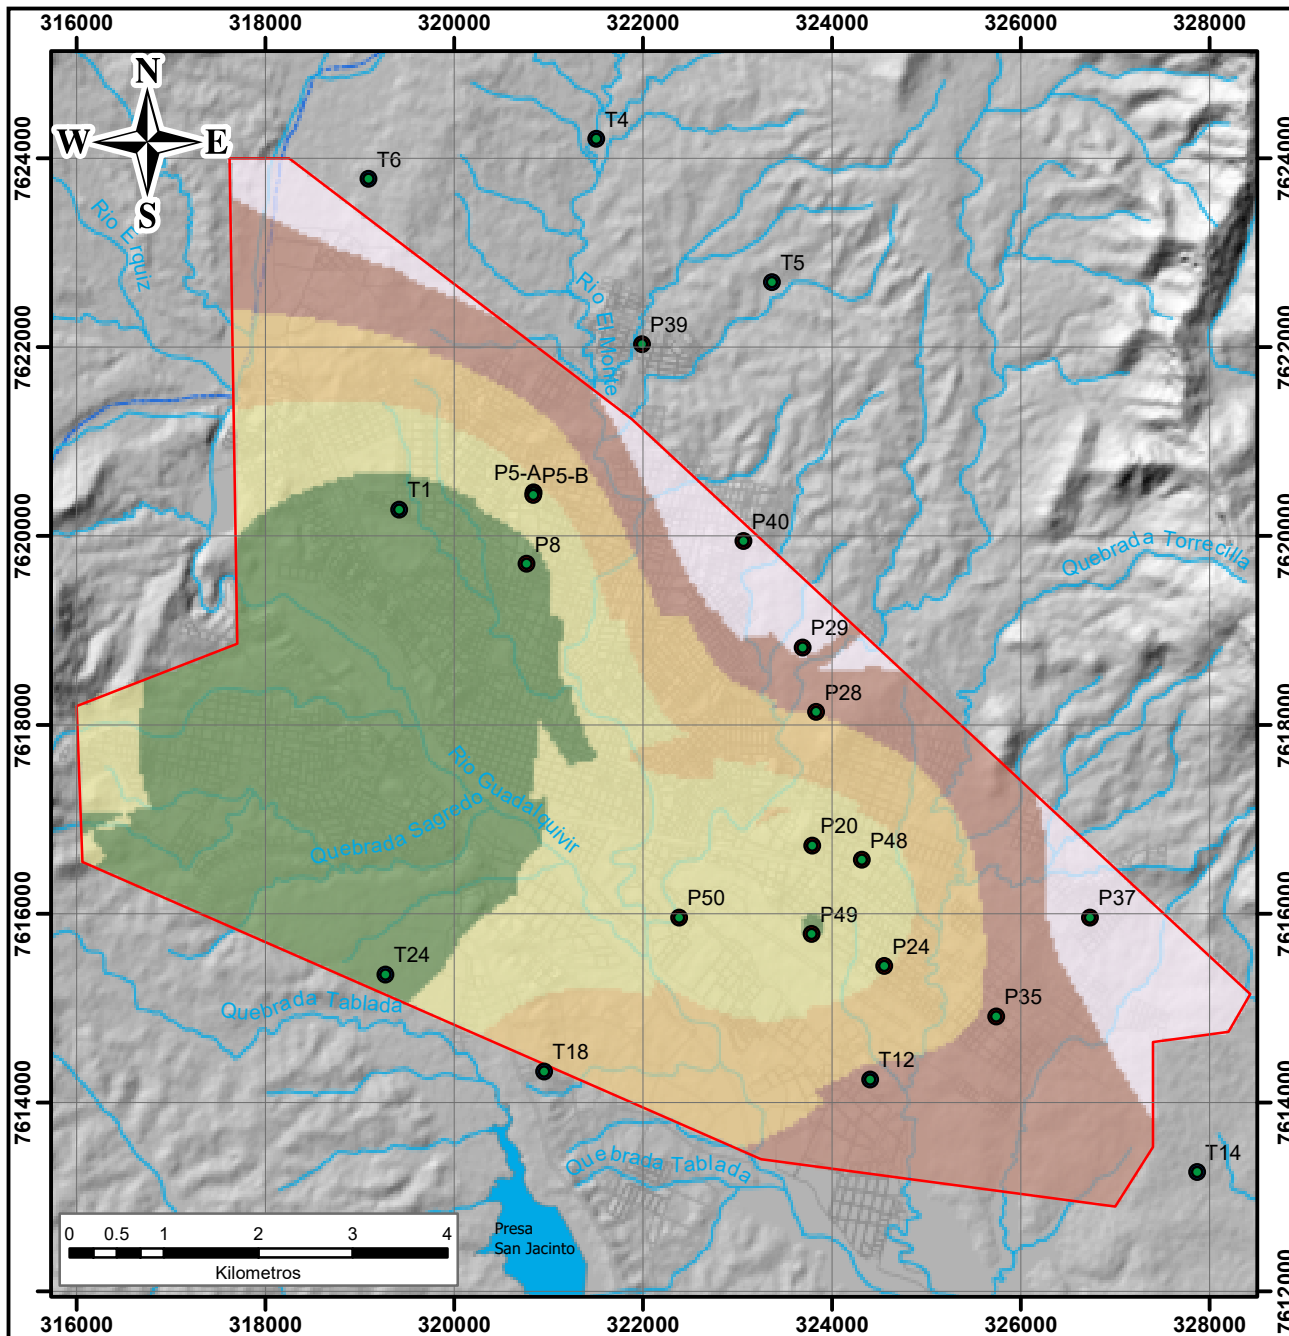 316000 318000 320000 322000 324000 326000 328000
N
W E
S
7624000
7624000
T4
T6
Rio Erquiz
T5
Rio El Monte
P39
7622000
7622000
P5-A P5-B
T1
P40
7620000
7620000
P8
Quebrada Torrecilla
P29
P28
7618000
7618000
Rio Guadalquivir
Quebrada Sagredo
P20
P48
P50
P49
P37
7616000
7616000
T24
P24
Quebrada Tablada
P35
T18
T12
7614000
7614000
Quebrada Tablada
T14
Presa
San Jacinto
0 0.5 1 2 3 4
Kilometros
7612000
7612000
316000 318000 320000 322000 324000 326000 328000